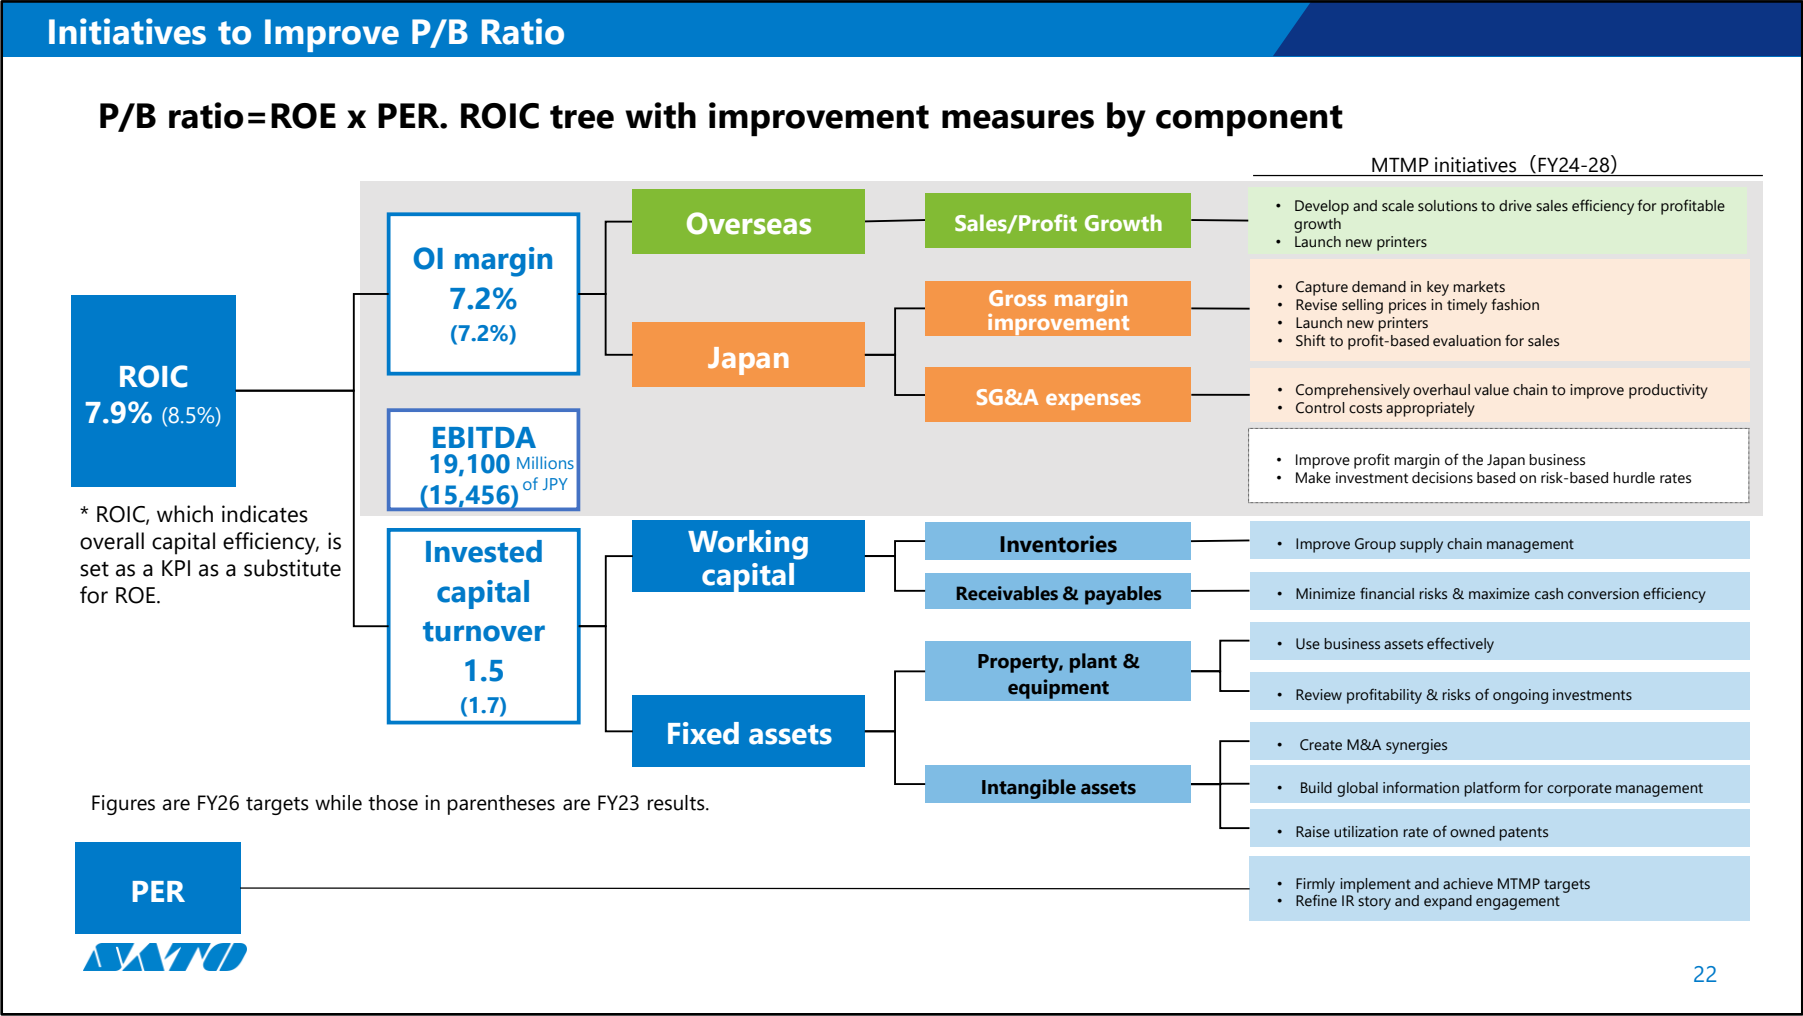 Initiatives to Improve P/B Ratio
P/B ratio=ROE x PER. ROIC tree with improvement measures by component
MTMP initiatives（FY24-28）
ROIC
7.9% (8.5%)
* ROIC, which indicates
overall capital efficiency, is
set as a KPI as a substitute
for ROE.
OI margin
7.2%
(7.2%)
EBITDA
19,100 Millions
(15,456) of JPY
Invested
capital
turnover
1.5
(1.7)
Overseas
Japan
Working
capital
Fixed assets
Sales/Profit Growth
Gross margin
improvement
SG&A expenses
Inventories
Receivables & payables
Property, plant &
equipment
Intangible assets
• Develop and scale solutions to drive sales efficiency for profitable
growth
• Launch new printers
• Capture demand in key markets
• Revise selling prices in timely fashion
• Launch new printers
• Shift to profit-based evaluation for sales
• Comprehensively overhaul value chain to improve productivity
• Control costs appropriately
• Improve profit margin of the Japan business
• Make investment decisions based on risk-based hurdle rates
• Improve Group supply chain management
• Minimize financial risks & maximize cash conversion efficiency
• Use business assets effectively
• Review profitability & risks of ongoing investments
• Create M&A synergies
• Build global information platform for corporate management
• Raise utilization rate of owned patents
Figures are FY26 targets while those in parentheses are FY23 results.
PER
• Firmly implement and achieve MTMP targets
• Refine IR story and expand engagement
SATO
22